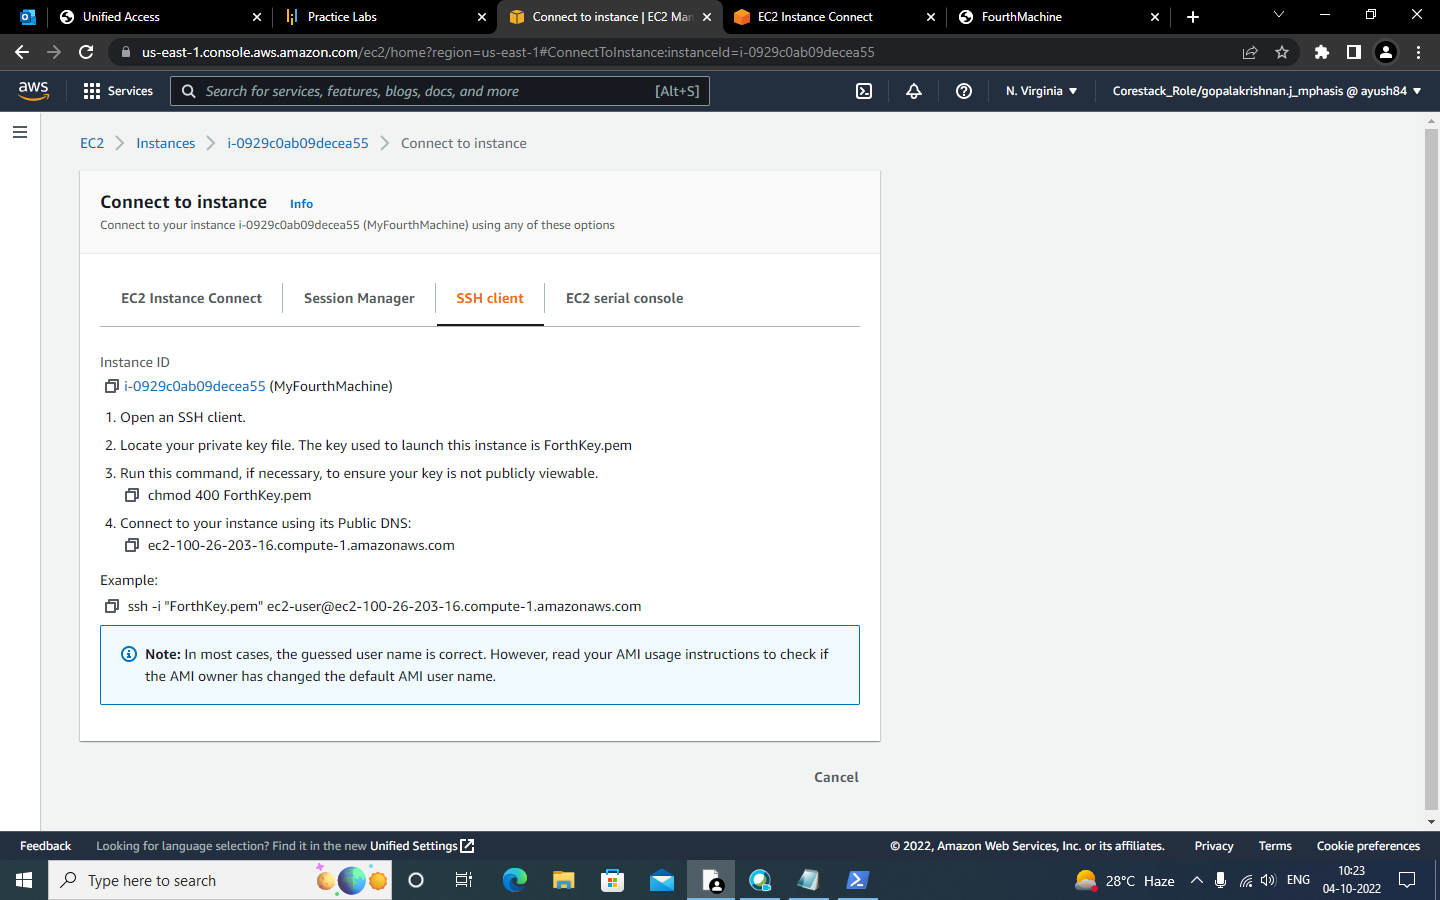 Unified Access
Practice Labs
Connect to instance | EC2 Man
EC2 Instance Connect
FourthMachine
us-east-1.console.aws.amazon.com/ec2/home?region=us-east-1#ConnectToInstance:instanceId=i-0929c0ab09decea55
aws
Services
Search for services, features, blogs, docs, and more
[Alt+S]
N. Virginia
Corestack_Role/gopalakrishnan.j_mphasis @ ayush84
EC2
Instances
i-0929c0ab09decea55
Connect to instance
Connect to instance Info
Connect to your instance i-0929c0ab09decea55 (MyFourthMachine) using any of these options
EC2 Instance Connect
Session Manager
SSH client
EC2 serial console
Instance ID
i-0929c0ab09decea55 (MyFourthMachine)
1. Open an SSH client.
2. Locate your private key file. The key used to launch this instance is ForthKey.pem
3. Run this command, if necessary, to ensure your key is not publicly viewable.
chmod 400 ForthKey.pem
4. Connect to your instance using its Public DNS:
ec2-100-26-203-16.compute-1.amazonaws.com
Example:
ssh -i "ForthKey.pem" ec2-user@ec2-100-26-203-16.compute-1.amazonaws.com
Note: In most cases, the guessed user name is correct. However, read your AMI usage instructions to check if
the AMI owner has changed the default AMI user name.
Cancel
Feedback
Looking for language selection? Find it in the new Unified Settings
© 2022, Amazon Web Services, Inc. or its affiliates.
Privacy
Terms
Cookie preferences
Type here to search
28°C Haze
ENG
10:23
04-10-2022